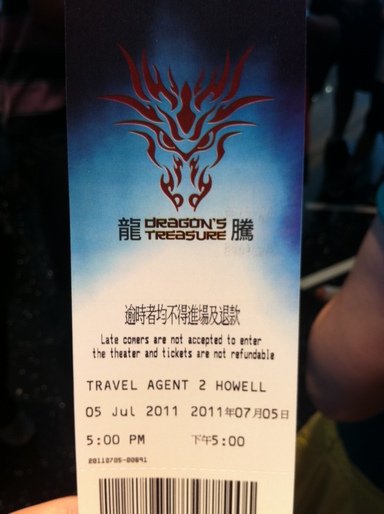 龍 DRAGON'S TREASURE 騰
逾時者均不得進場及退款
Late comers are not accepted to enter
the theater and tickets are not refundable
TRAVEL AGENT 2 HOWELL
05 Jul 2011 2011年07月05日
5:00 PM 下午5:00
20110705-00891